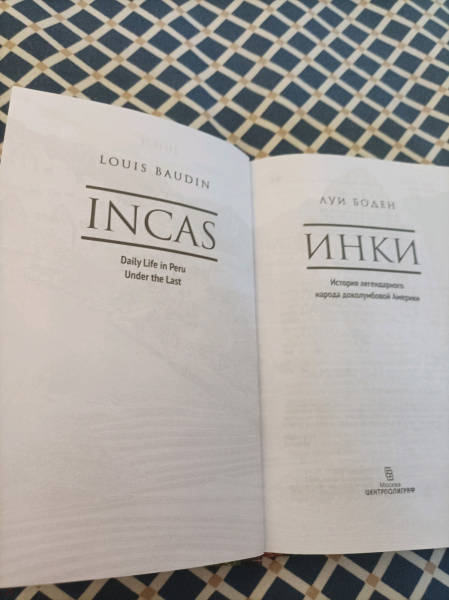 LOUIS BAUDIN
INCAS
Daily Life in Peru
Under the Last
ЛУИ БОДЕН
ИНКИ
История легендарного
народа доколумбовой Америки
Москва
ЦЕНТРПОЛИГРАФ